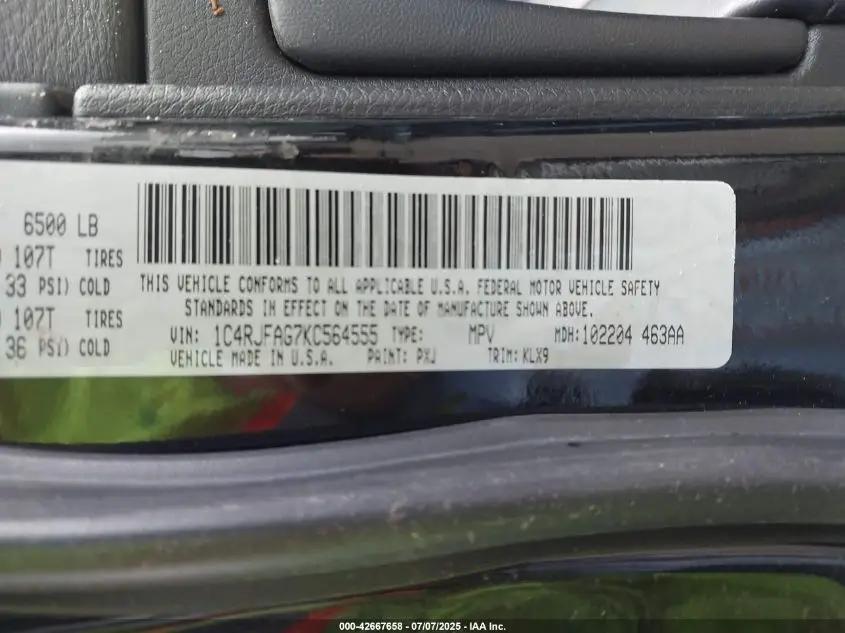 6500 LB
107T TIRES
33 PSI) COLD
107T TIRES
36 PSI) COLD
THIS VEHICLE CONFORMS TO ALL APPLICABLE U.S.A. FEDERAL MOTOR VEHICLE SAFETY
STANDARDS IN EFFECT ON THE DATE OF MANUFACTURE SHOWN ABOVE.
VIN: 1C4RJFAG7KC564555 TYPE: MPV MDH:102204 463AA
VEHICLE MADE IN U.S.A. PAINT: PXJ TRIM:KLX9
000-42667658 - 07/07/2025 - IAA Inc.